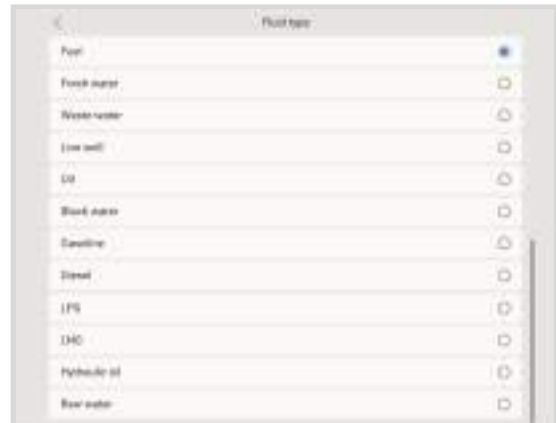 Fluid type
Fuel
Fresh water
Waste water
Live well
Oil
Black water
Gasoline
Diesel
LPG
LNG
Hydraulic oil
Raw water